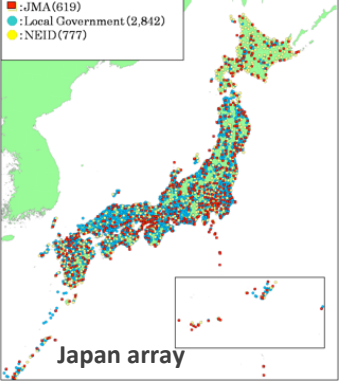 :JMA(619)
:Local Government(2,842)
:NEID(777)
Japan array